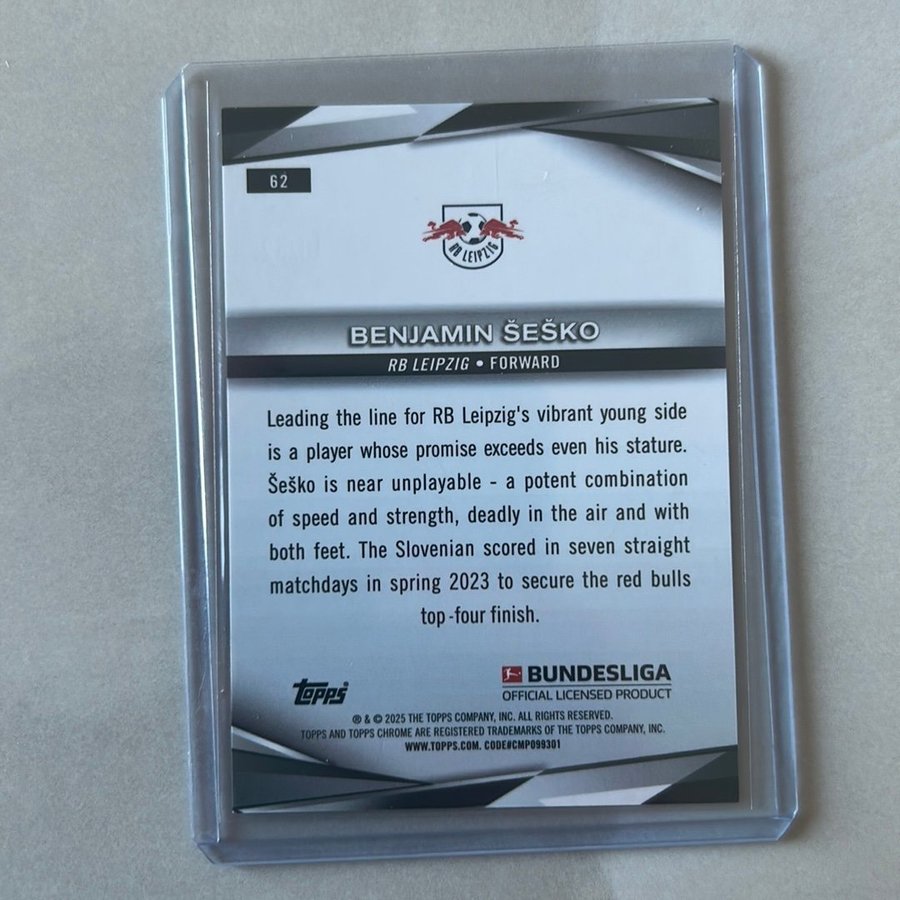 62
RB LEIPZIG
BENJAMIN ŠEŠKO
RB LEIPZIG • FORWARD
Leading the line for RB Leipzig's vibrant young side
is a player whose promise exceeds even his stature.
Šeško is near unplayable - a potent combination
of speed and strength, deadly in the air and with
both feet. The Slovenian scored in seven straight
matchdays in spring 2023 to secure the red bulls
top-four finish.
topps®
BUNDESLIGA
OFFICIAL LICENSED PRODUCT
® & © 2025 THE TOPPS COMPANY, INC. ALL RIGHTS RESERVED.
TOPPS AND TOPPS CHROME ARE REGISTERED TRADEMARKS OF THE TOPPS COMPANY, INC.
WWW.TOPPS.COM. CODE#CMP099301